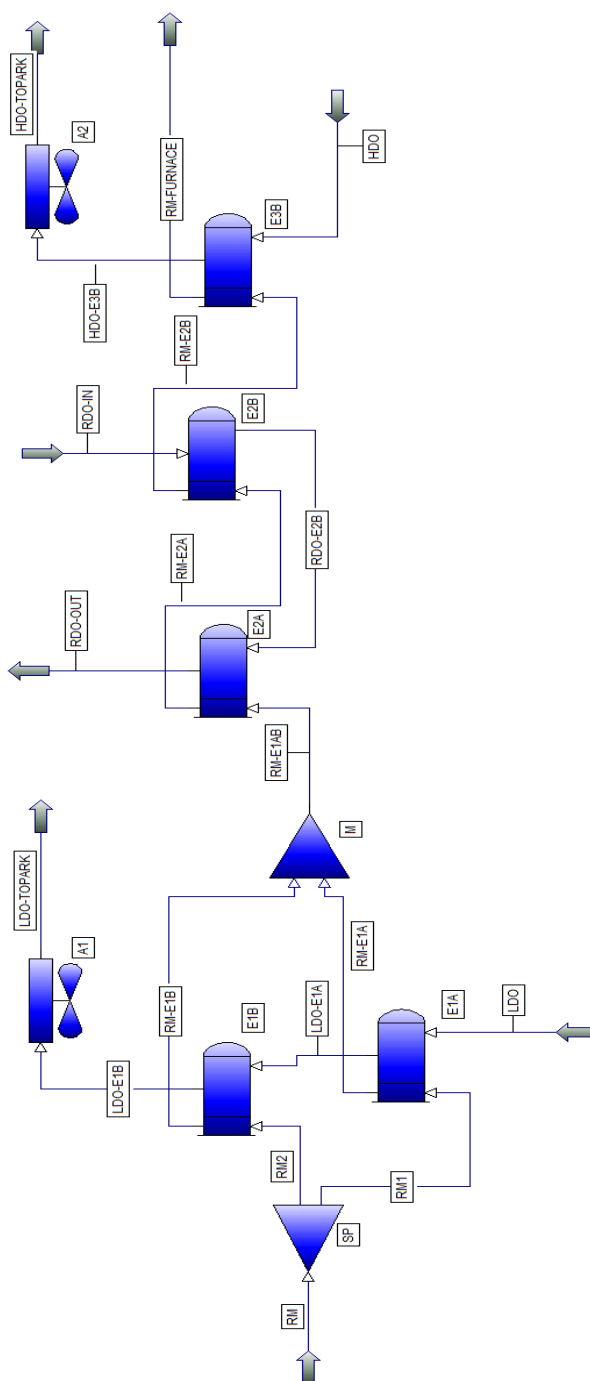 LDO-TOPARK
A1
LDO-E1B
RM-E1B
E1B
RM2
LDO-E1A
RM-E1A
E1A
LDO
RM1
SP
RM
M
RM-E1AB
RDO-OUT
E2A
RM-E2A
RDO-E2B
RDO-IN
E2B
RM-E2B
HDO-TOPARK
A2
HDO-E3B
RM-FURNACE
E3B
HDO